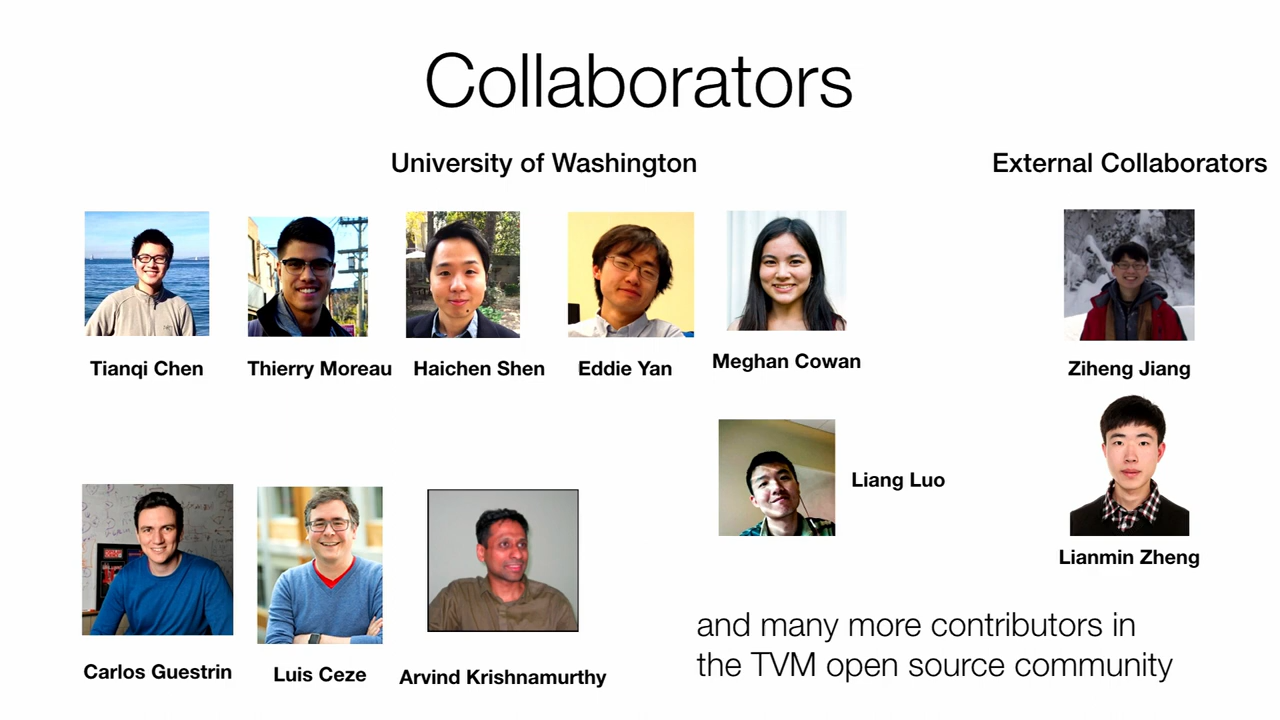 Collaborators
University of Washington
External Collaborators
Tianqi Chen
Thierry Moreau
Haichen Shen
Eddie Yan
Meghan Cowan
Ziheng Jiang
Liang Luo
Lianmin Zheng
Carlos Guestrin
Luis Ceze
Arvind Krishnamurthy
and many more contributors in
the TVM open source community